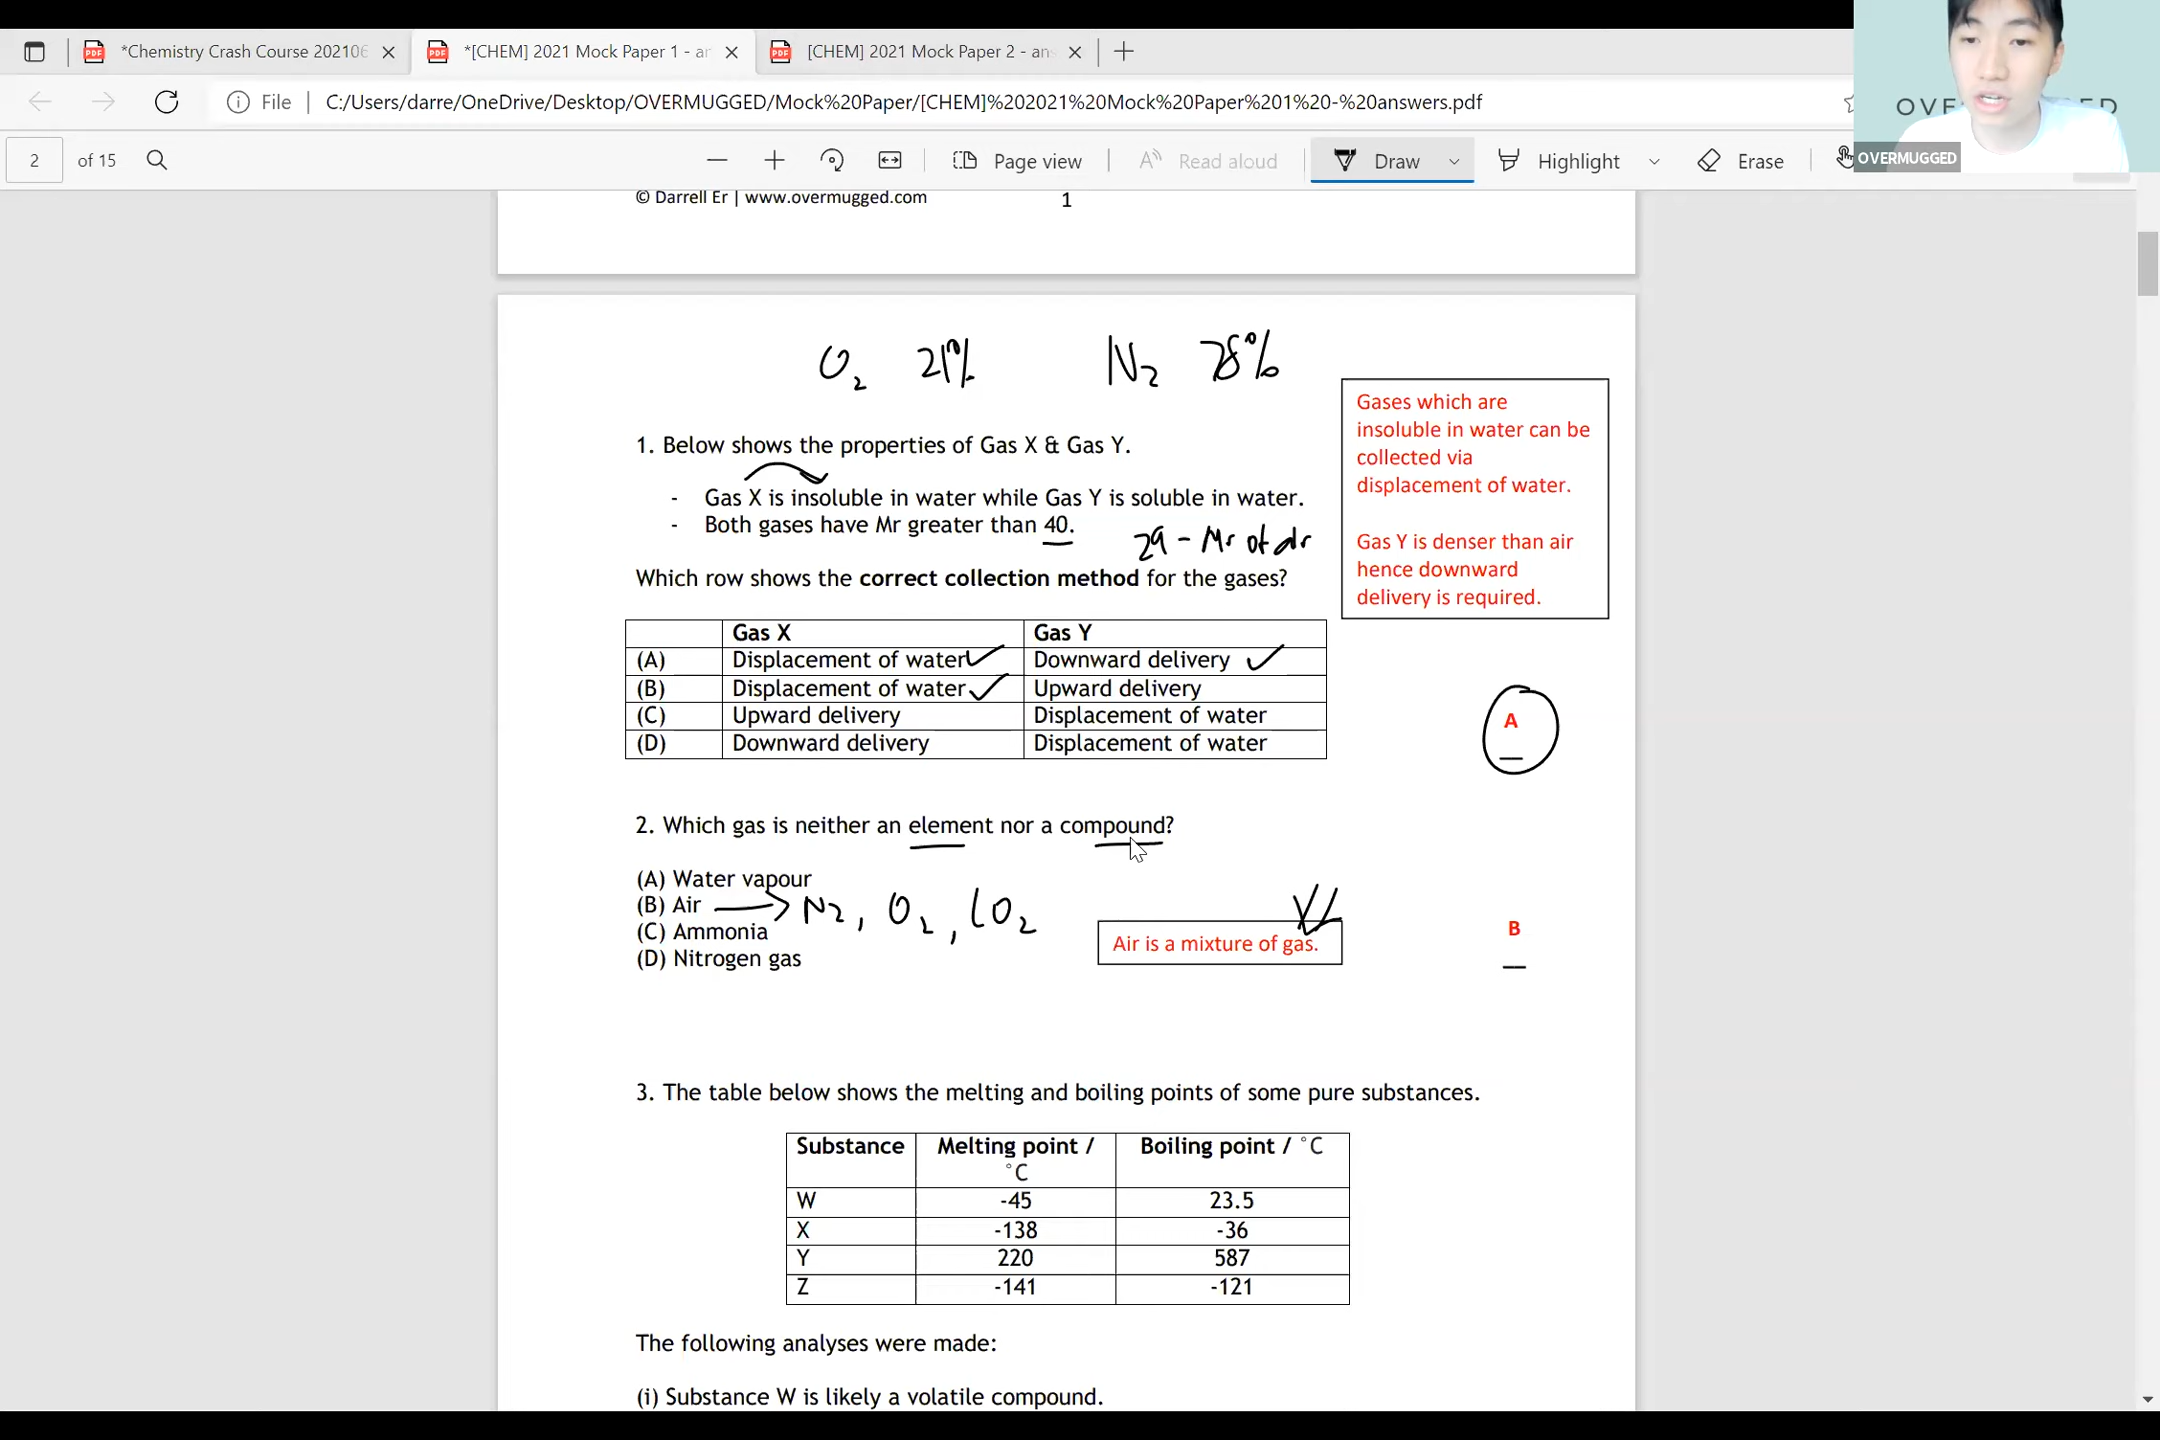 *Chemistry Crash Course 202106
*[CHEM] 2021 Mock Paper 1 - ar
[CHEM] 2021 Mock Paper 2 - an
File
C:/Users/darre/OneDrive/Desktop/OVERMUGGED/Mock%20Paper/[CHEM]%202021%20Mock%20Paper%201%20-%20answers.pdf
2 of 15
Page view
Read aloud
Draw
Highlight
Erase
OVERMUGGED
© Darrell Er | www.overmugged.com 1
O₂ 21% N₂ 78%
1. Below shows the properties of Gas X & Gas Y.
- Gas X is insoluble in water while Gas Y is soluble in water.
- Both gases have Mr greater than 40.
29 - Mr of air
Which row shows the correct collection method for the gases?
Gases which are
insoluble in water can be
collected via
displacement of water.
Gas Y is denser than air
hence downward
delivery is required.
Gas X Gas Y
(A) Displacement of water Downward delivery
(B) Displacement of water Upward delivery
(C) Upward delivery Displacement of water
(D) Downward delivery Displacement of water
A
2. Which gas is neither an element nor a compound?
(A) Water vapour
(B) Air → N₂, O₂, CO₂
(C) Ammonia
(D) Nitrogen gas
Air is a mixture of gas.
B
3. The table below shows the melting and boiling points of some pure substances.
Substance Melting point / °C Boiling point / °C
W -45 23.5
X -138 -36
Y 220 587
Z -141 -121
The following analyses were made:
(i) Substance W is likely a volatile compound.